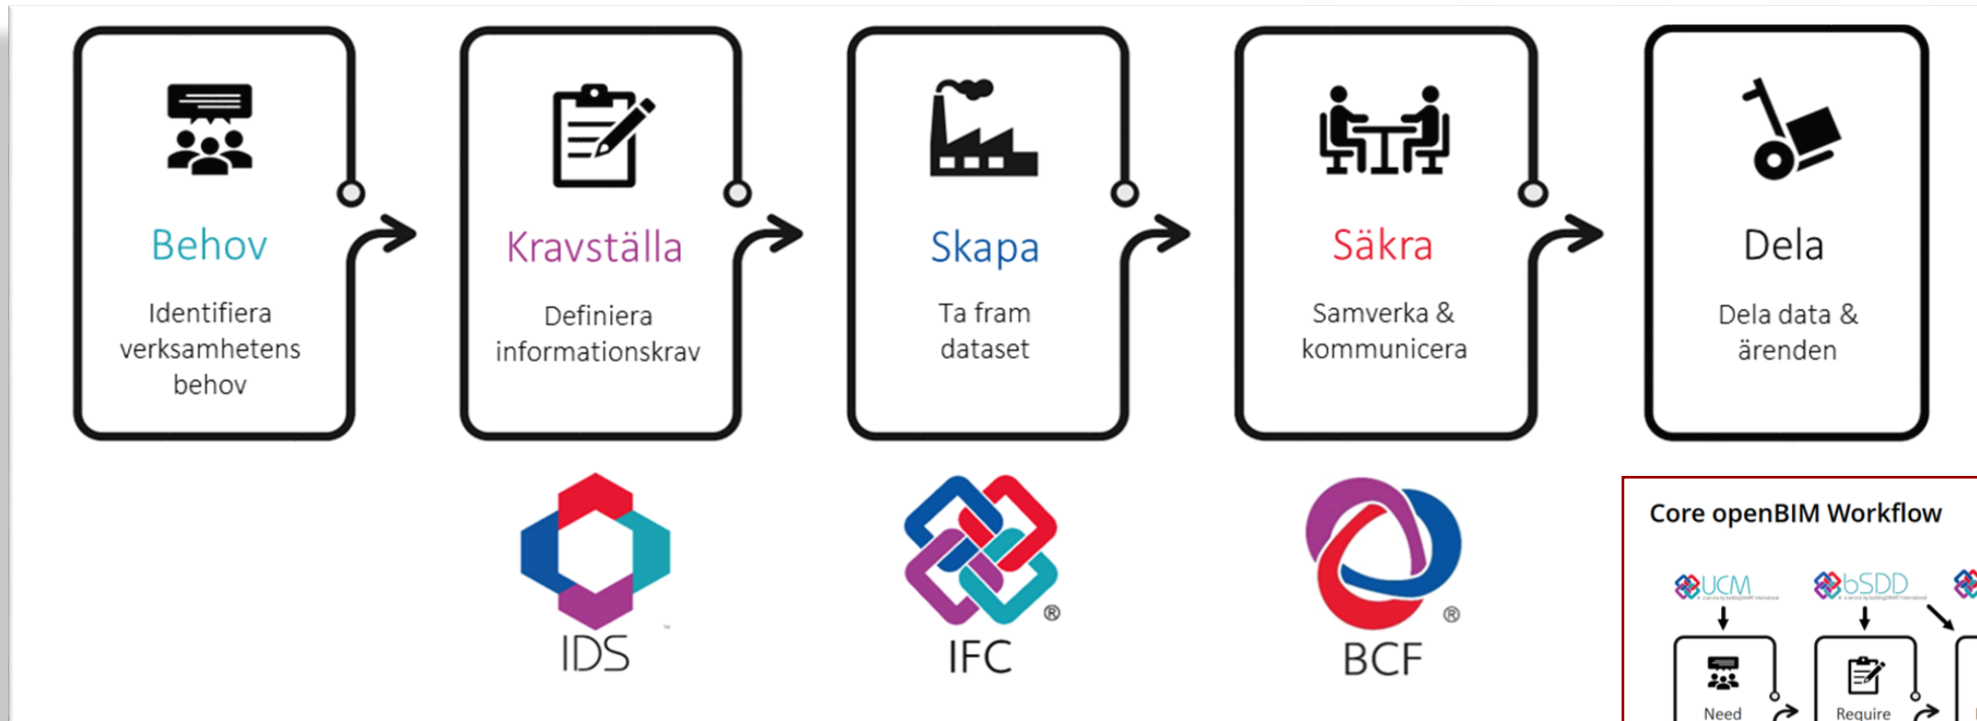 Behov
Identifiera
verksamhetens
behov
Kravställa
Definiera
informationskrav
Skapa
Ta fram
dataset
Säkra
Samverka &
kommunicera
Dela
Dela data &
ärenden
IDS
IFC
®
BCF
®
Core openBIM Workflow
UCM
bSDD
Need
Require